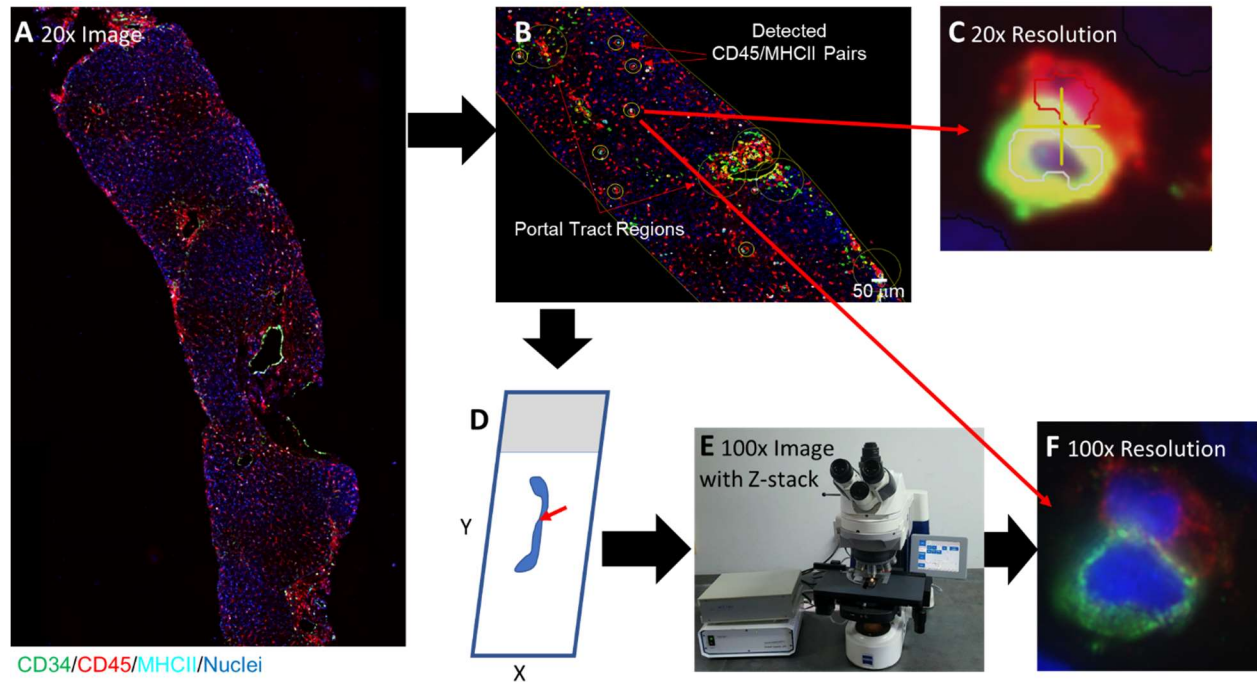 A 20x Image
B
Detected
CD45/MHCII Pairs
Portal Tract Regions
50 µm
C 20x Resolution
D
Y
X
E 100x Image
with Z-stack
F 100x Resolution
CD34/CD45/MHCII/Nuclei